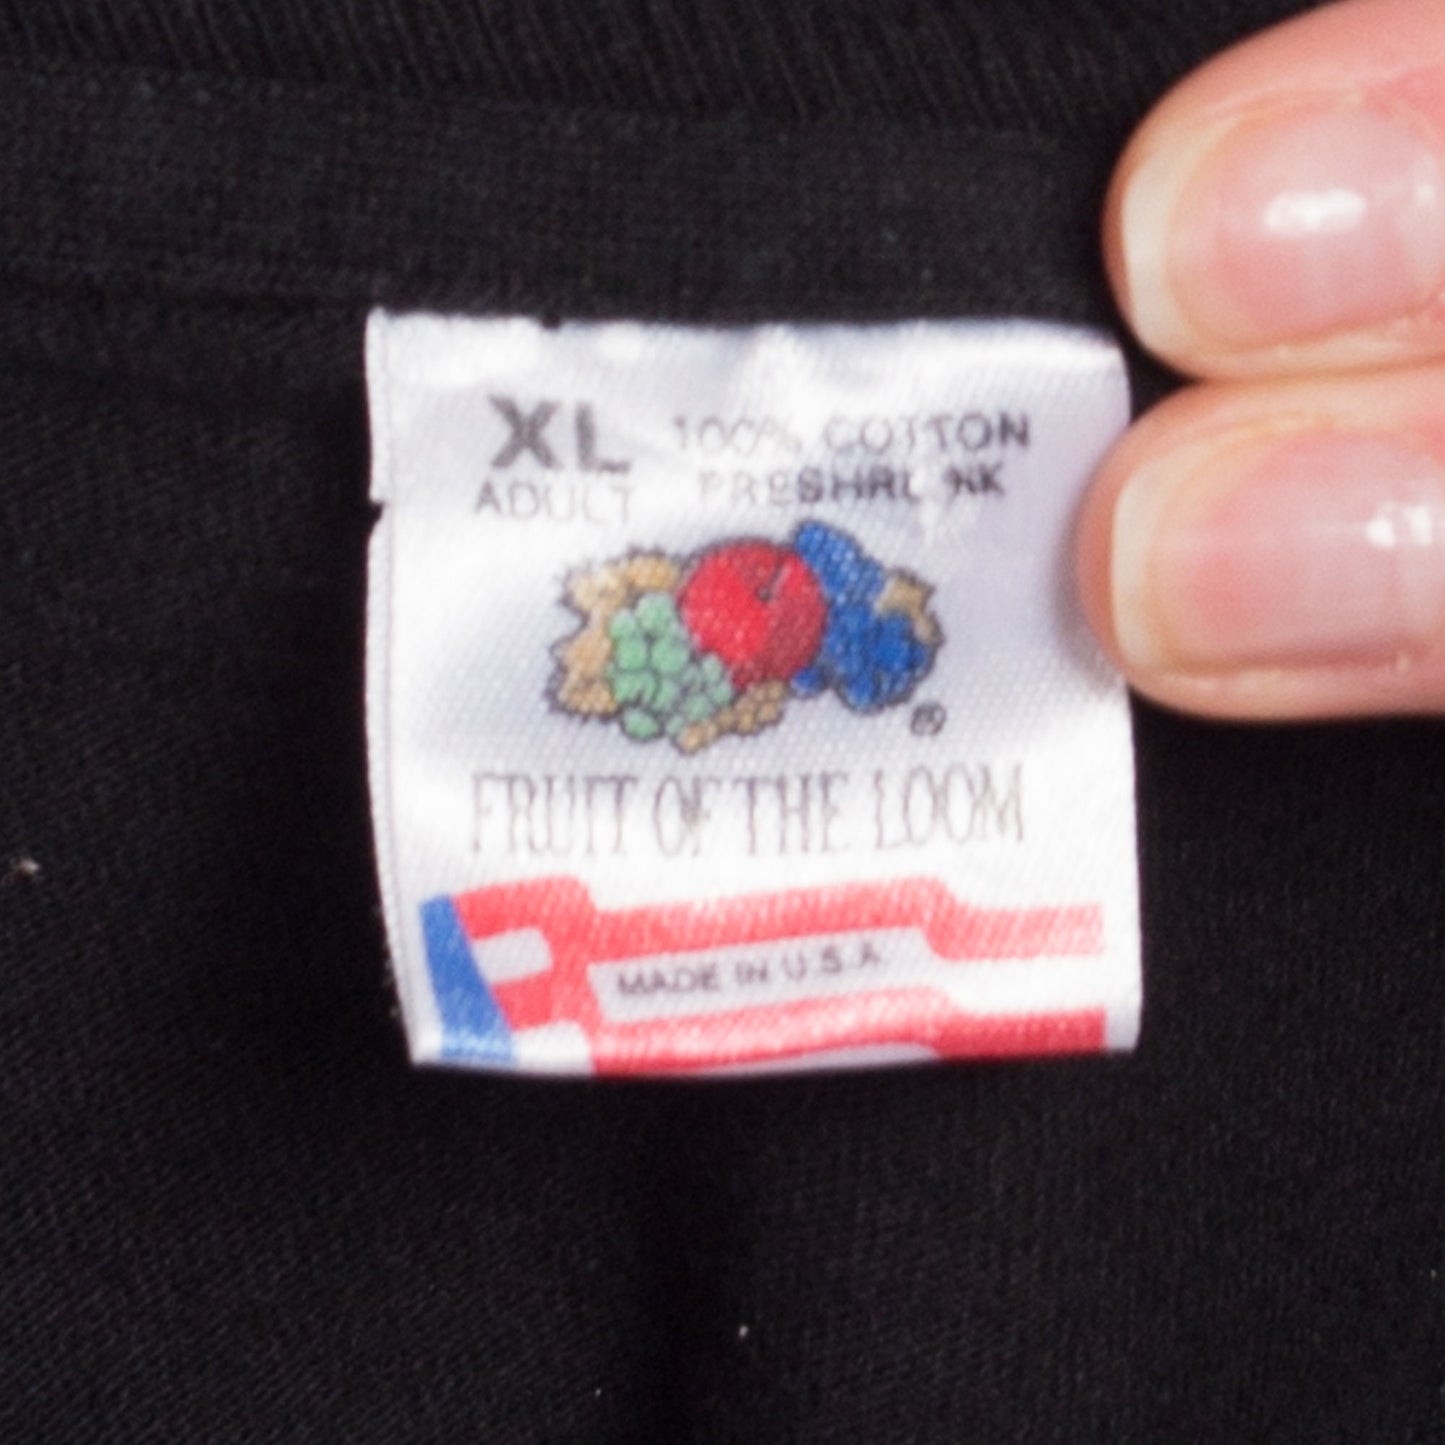 XL 100% COTTON
ADULT PRESHRUNK
®
FRUIT OF THE LOOM
MADE IN U.S.A.